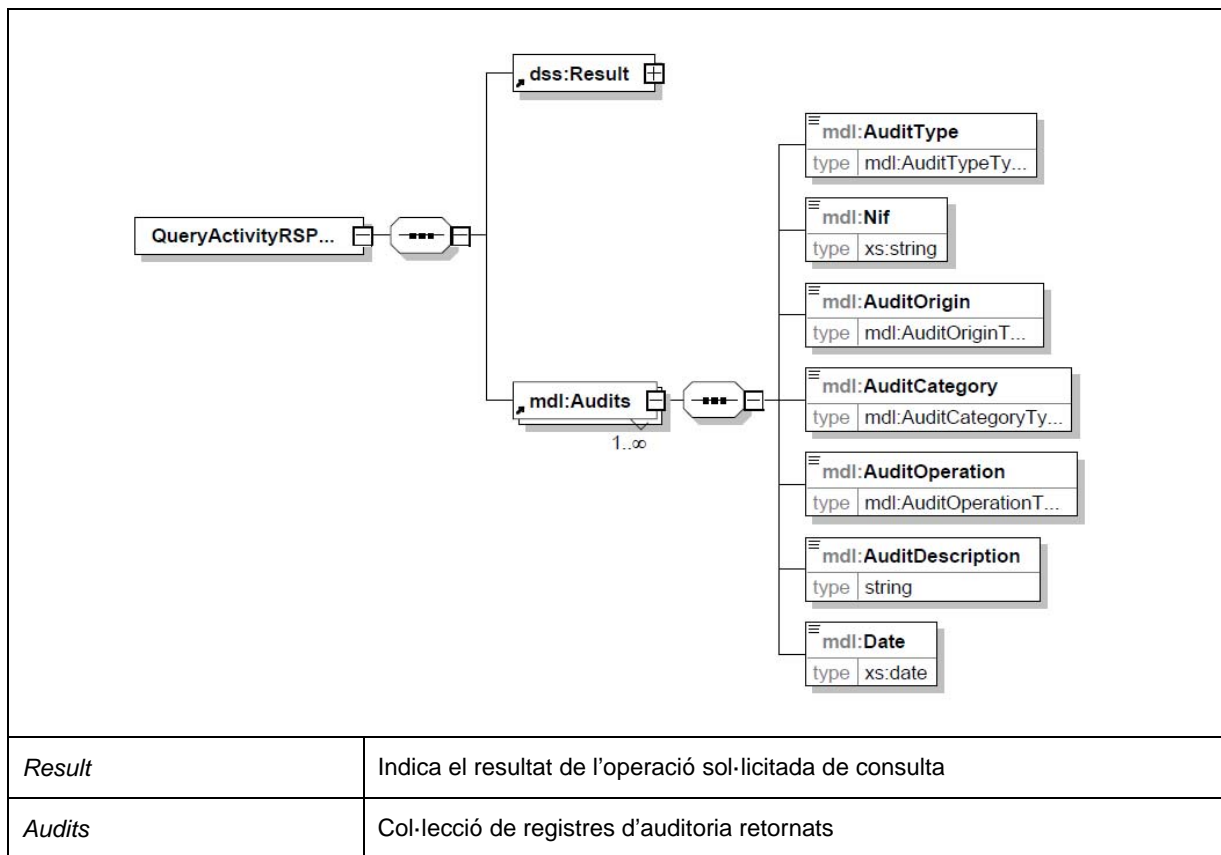 dss:Result
mdl:AuditType
type mdl:AuditTypeTy...
mdl:Nif
type xs:string
QueryActivityRSP...
mdl:AuditOrigin
type mdl:AuditOriginT...
mdl:Audits
1..∞
mdl:AuditCategory
type mdl:AuditCategoryTy...
mdl:AuditOperation
type mdl:AuditOperationT...
mdl:AuditDescription
type string
mdl:Date
type xs:date
Result Indica el resultat de l’operació sol·licitada de consulta
Audits Col·lecció de registres d’auditoria retornats